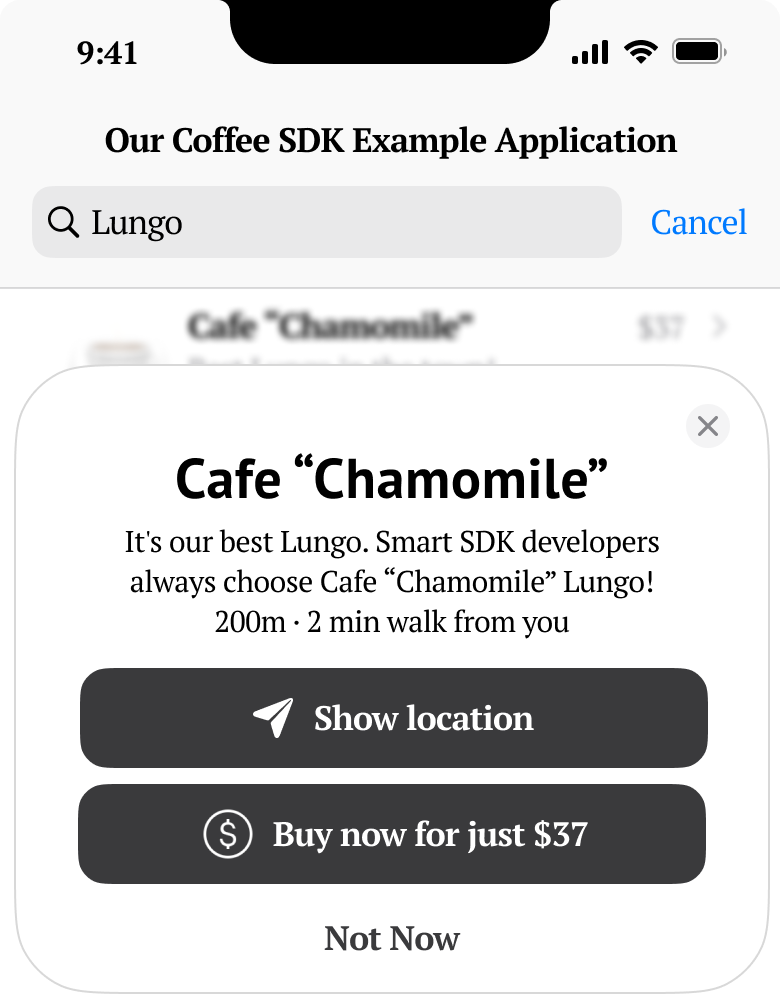 9:41
Our Coffee SDK Example Application
Lungo
Cancel
Cafe “Chamomile”
$37
Cafe “Chamomile”
It's our best Lungo. Smart SDK developers
always choose Cafe “Chamomile” Lungo!
200m · 2 min walk from you
Show location
Buy now for just $37
Not Now